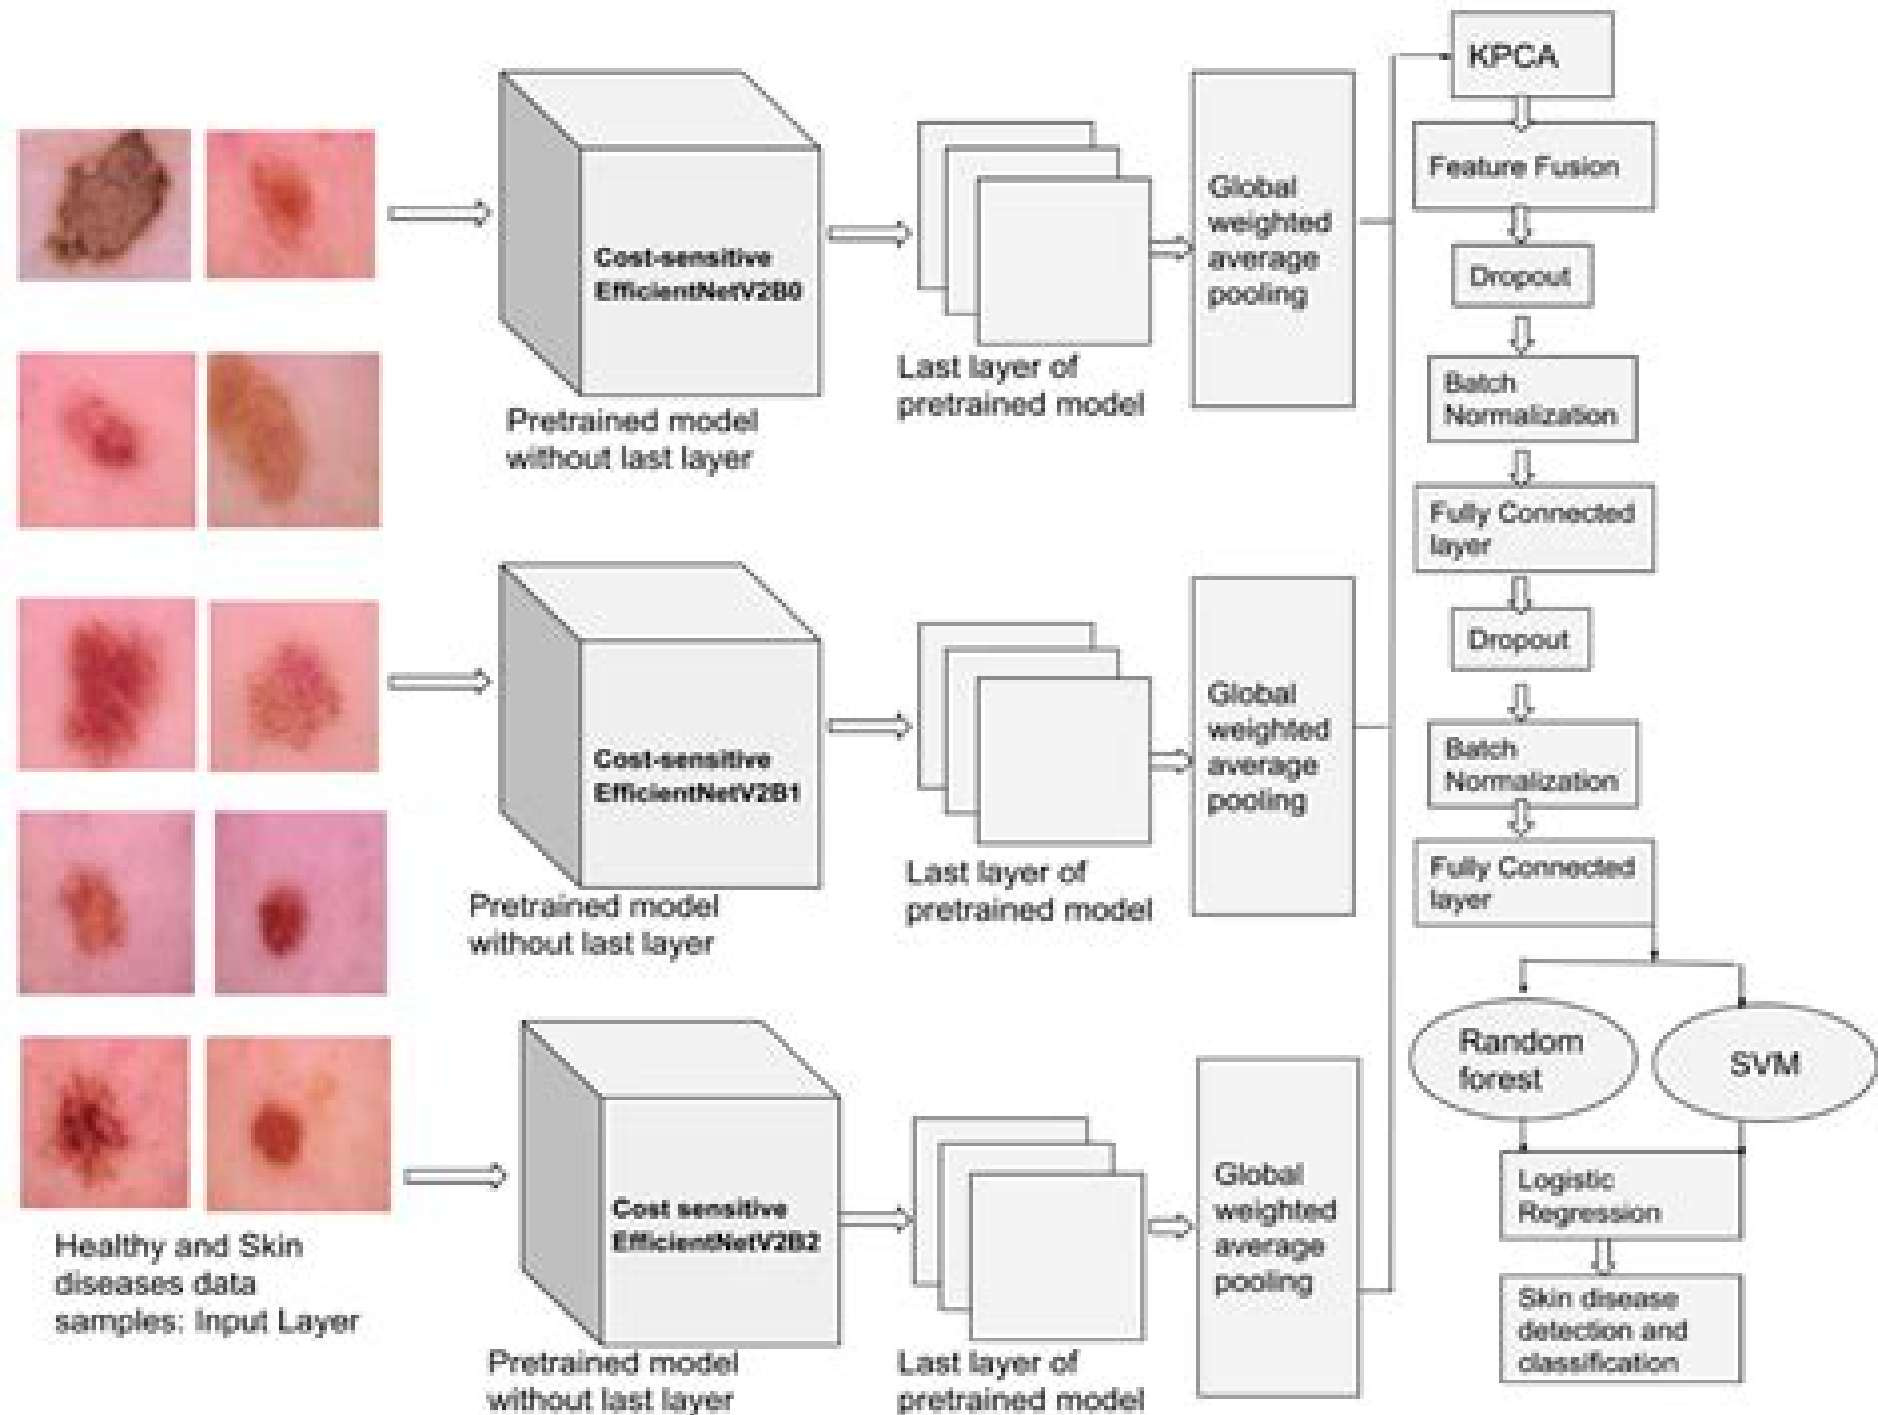 Cost-sensitive
EfficientNetV2B0
Pretrained model
without last layer
Last layer of
pretrained model
Global
weighted
average
pooling
Cost-sensitive
EfficientNetV2B1
Pretrained model
without last layer
Last layer of
pretrained model
Global
weighted
average
pooling
Healthy and Skin
diseases data
samples: Input Layer
Cost sensitive
EfficientNetV2B2
Pretrained model
without last layer
Last layer of
pretrained model
Global
weighted
average
pooling
KPCA
Feature Fusion
Dropout
Batch
Normalization
Fully Connected
layer
Dropout
Batch
Normalization
Fully Connected
layer
Random
forest
SVM
Logistic
Regression
Skin disease
detection and
classification